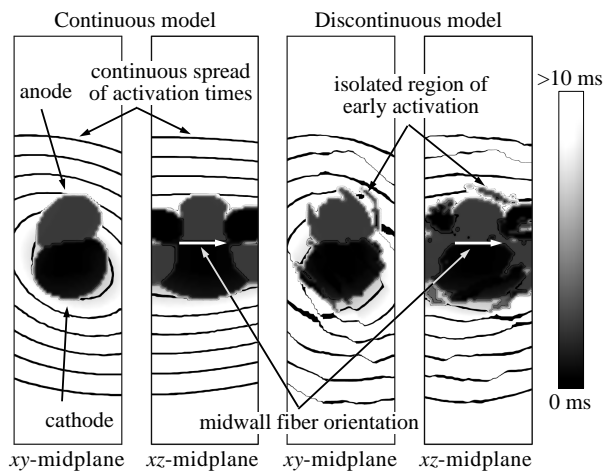 Continuous model
Discontinuous model
continuous spread
of activation times
anode
isolated region of
early activation
>10 ms
0 ms
cathode
midwall fiber orientation
xy-midplane
xz-midplane
xy-midplane
xz-midplane